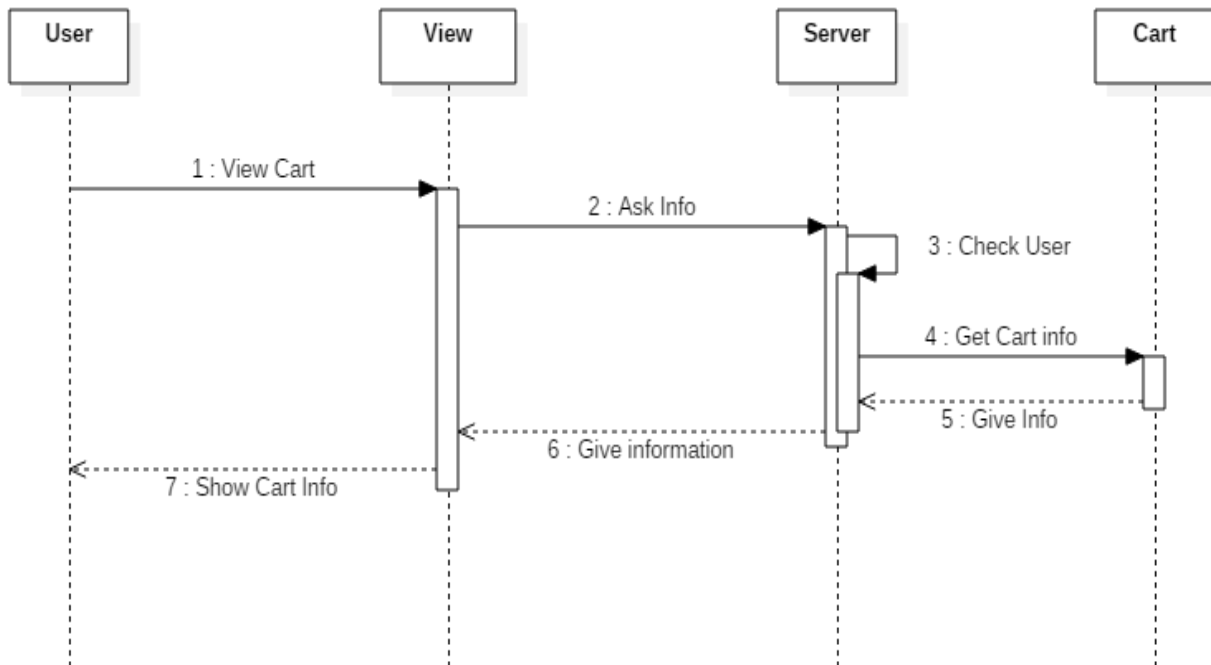 User
View
Server
Cart
1 : View Cart
2 : Ask Info
3 : Check User
4 : Get Cart info
5 : Give Info
6 : Give information
7 : Show Cart Info